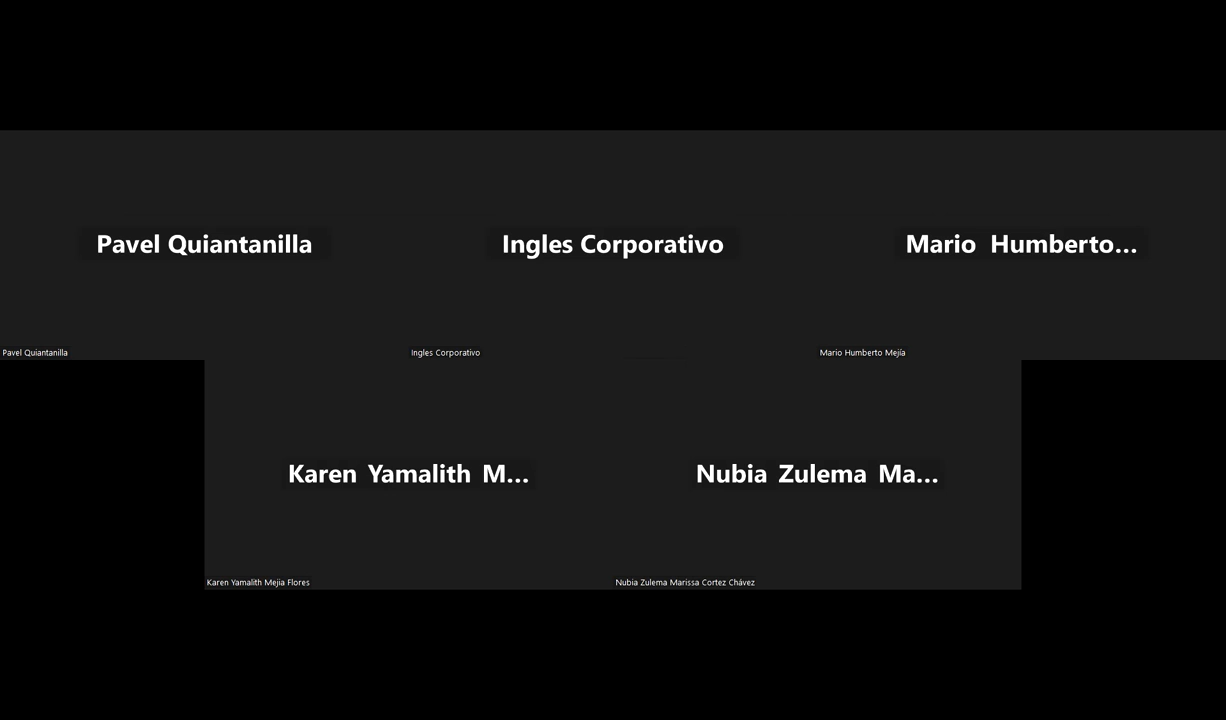 Pavel Quiantanilla
Ingles Corporativo
Mario Humberto...
Pavel Quiantanilla
Ingles Corporativo
Mario Humberto Mejía
Karen Yamalith M...
Nubia Zulema Ma...
Karen Yamalith Mejia Flores
Nubia Zulema Marissa Cortez Chávez